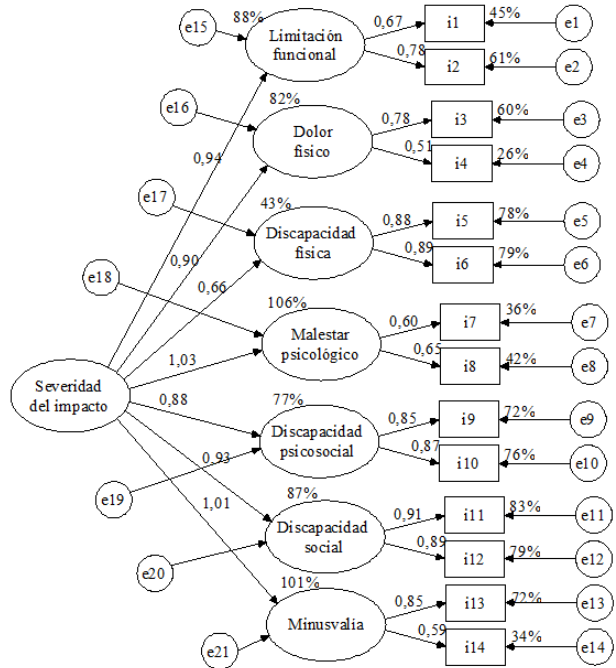 e15
88%
Limitación
funcional
0,67
i1
45%
e1
0,78
i2
61%
e2
e16
82%
Dolor
físico
0,78
i3
60%
e3
0,51
i4
26%
e4
0,94
e17
43%
Discapacidad
física
0,88
i5
78%
e5
0,89
i6
79%
e6
0,90
0,66
e18
106%
Malestar
psicológico
0,60
i7
36%
e7
0,65
i8
42%
e8
1,03
Severidad
del impacto
0,88
77%
Discapacidad
psicosocial
0,85
i9
72%
e9
0,87
i10
76%
e10
0,93
e19
1,01
87%
Discapacidad
social
0,91
i11
83%
e11
0,89
i12
79%
e12
e20
101%
Minusvalia
0,85
i13
72%
e13
0,59
i14
34%
e14
e21